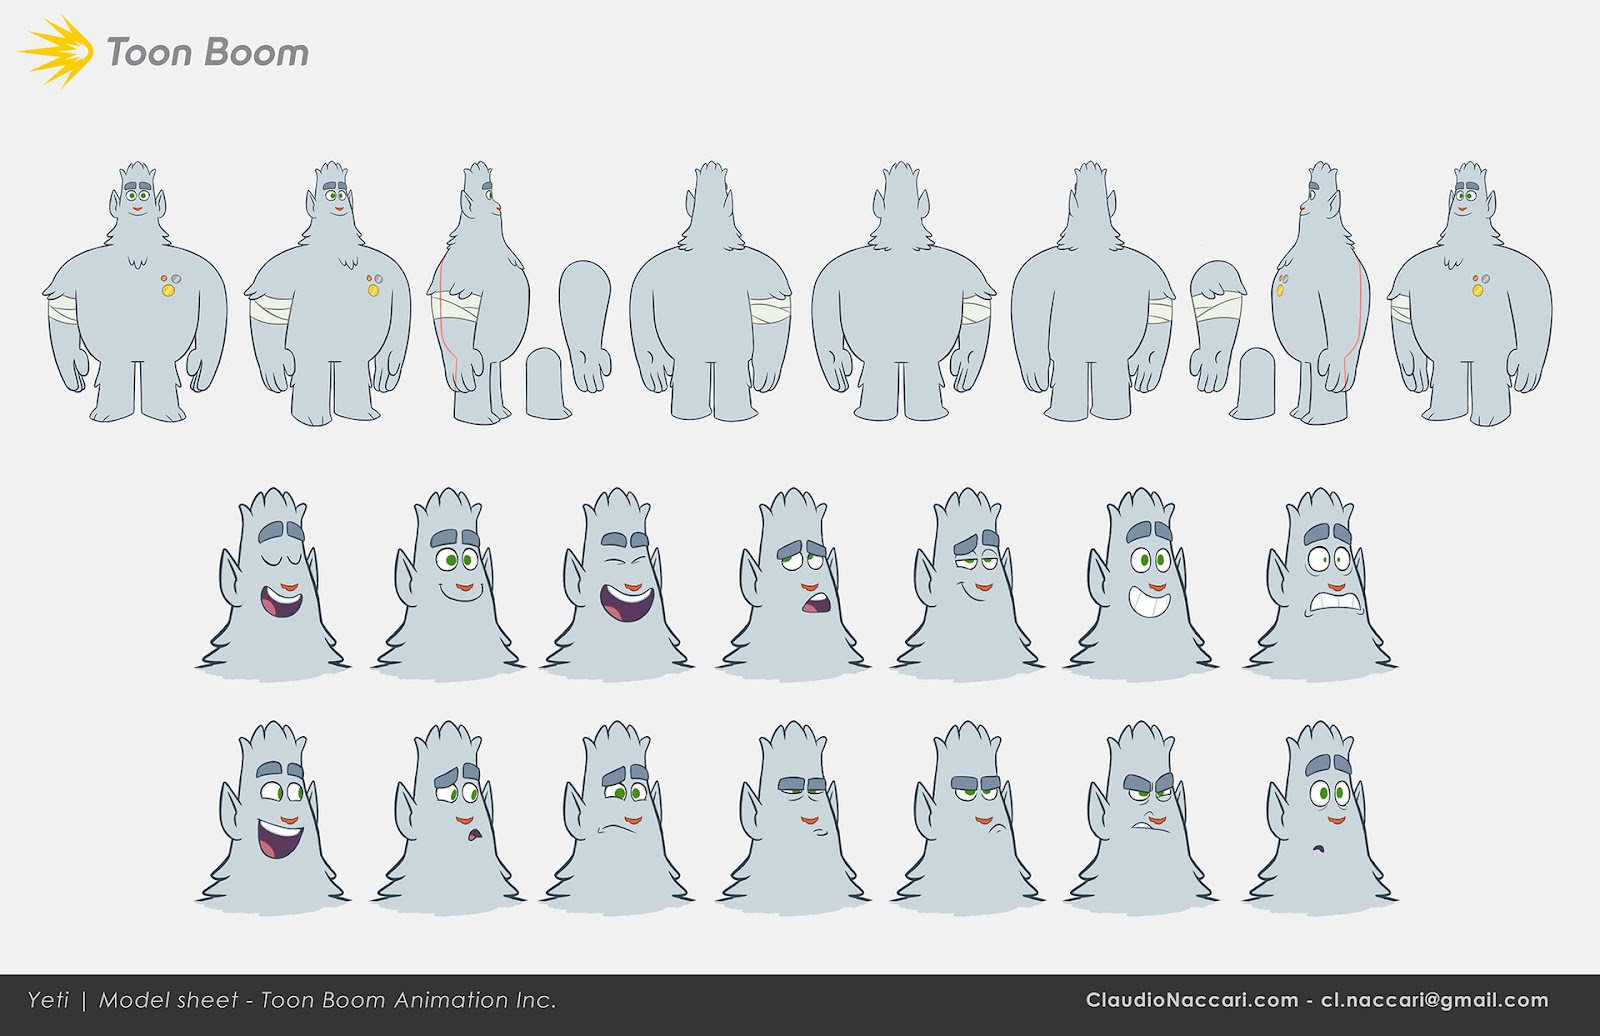 Toon Boom
Yeti | Model sheet - Toon Boom Animation Inc.
ClaudioNaccari.com - cl.naccari@gmail.com